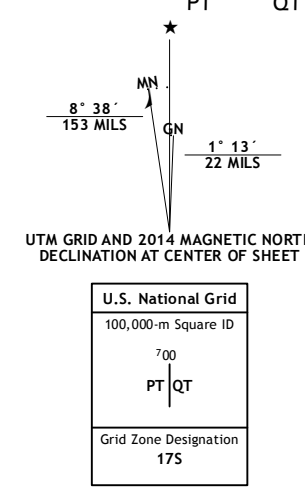 PT QT
★
MN
GN
8° 38´
153 MILS
1° 13´
22 MILS
UTM GRID AND 2014 MAGNETIC NORTH
DECLINATION AT CENTER OF SHEET
U.S. National Grid
100,000-m Square ID
⁷00
PT QT
Grid Zone Designation
17S